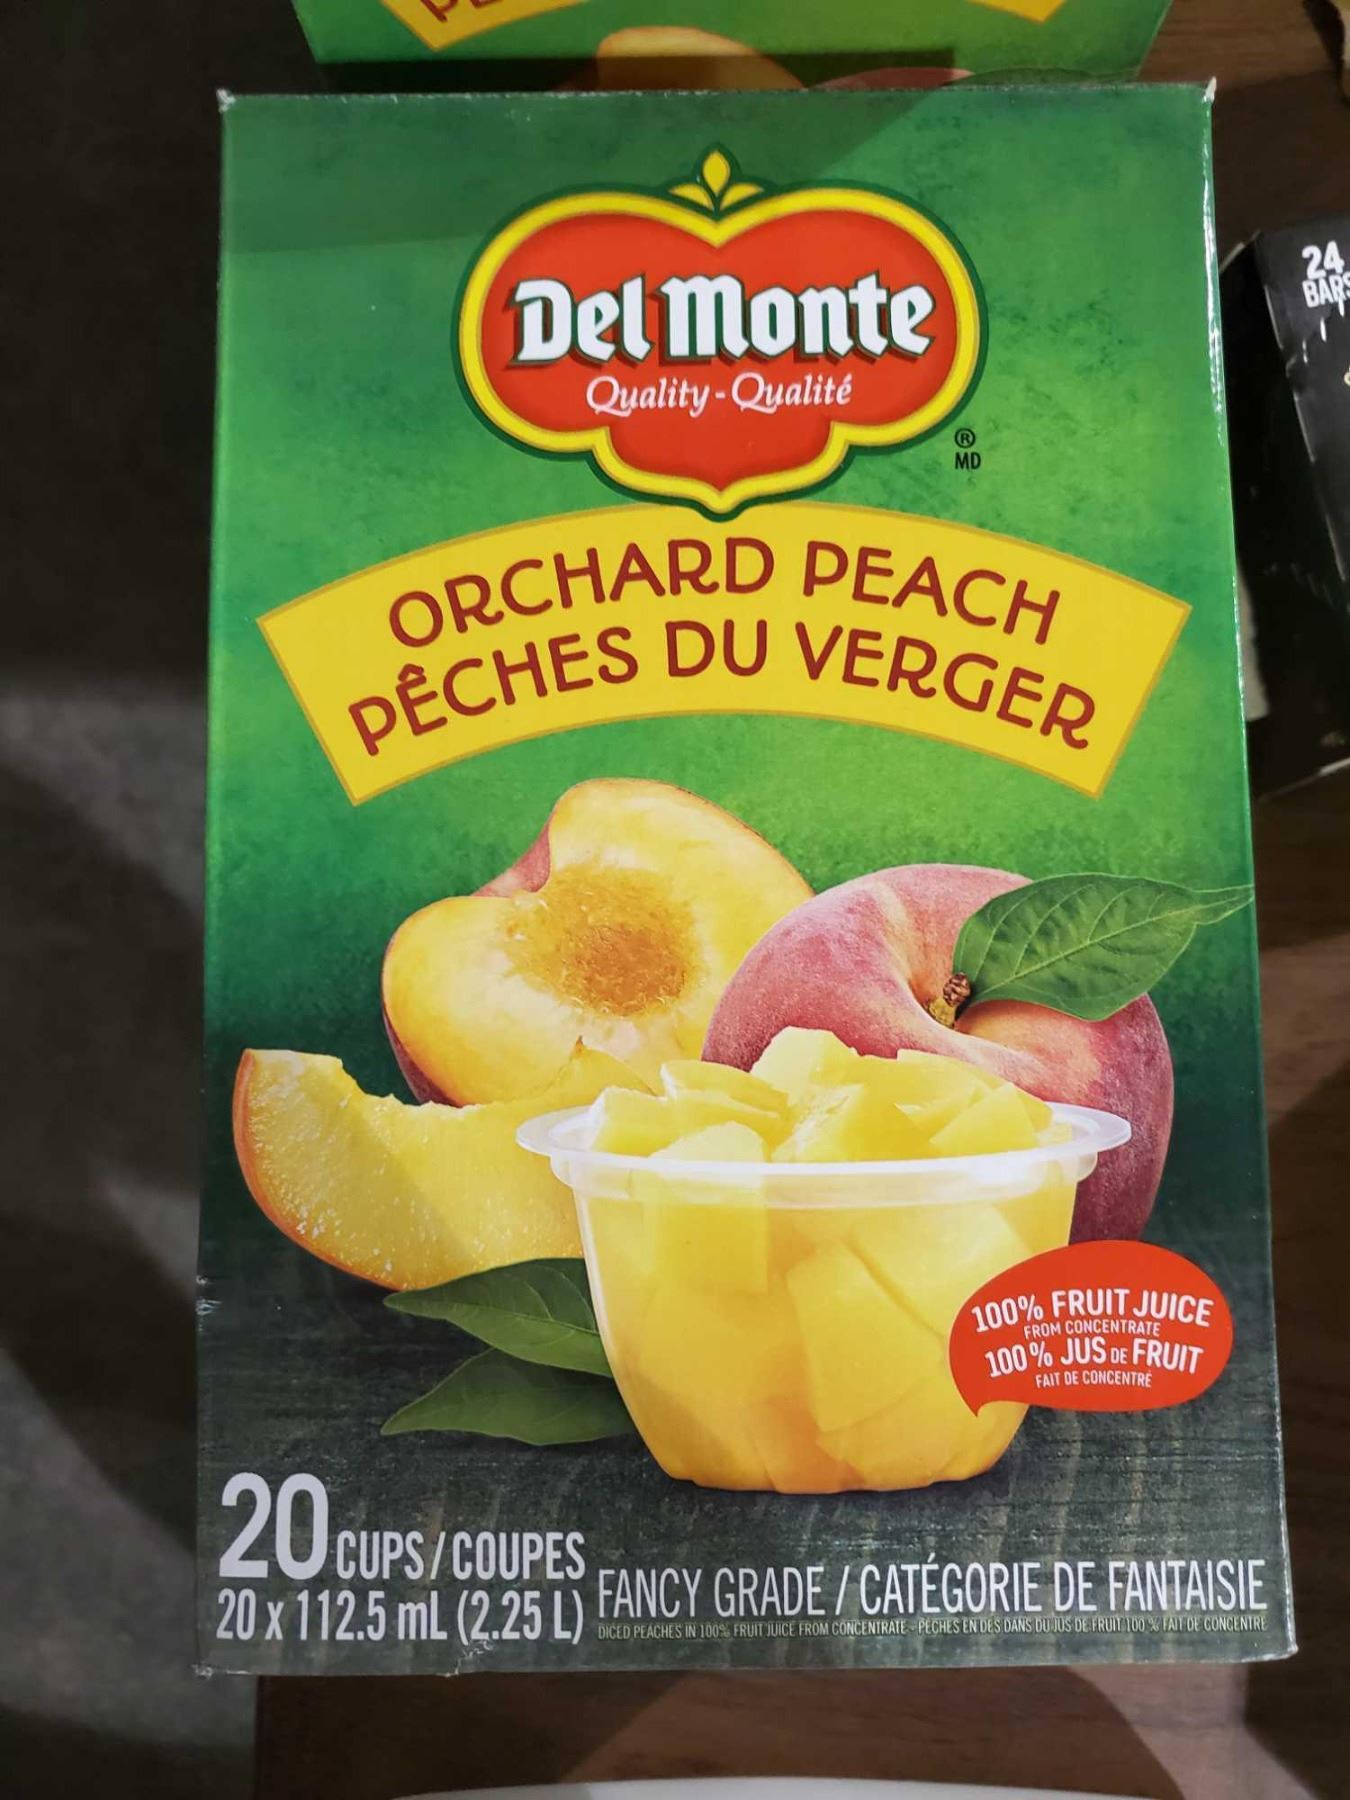 Del Monte
Quality - Qualité
®
MD
ORCHARD PEACH
PÊCHES DU VERGER
100% FRUIT JUICE
FROM CONCENTRATE
100% JUS DE FRUIT
FAIT DE CONCENTRÉ
20 CUPS / COUPES
20 x 112.5 mL (2.25 L)
FANCY GRADE / CATÉGORIE DE FANTAISIE
DICED PEACHES IN 100% FRUIT JUICE FROM CONCENTRATE - PÊCHES EN DÉS DANS DU JUS DE FRUIT 100 % FAIT DE CONCENTRÉ
24
BARS